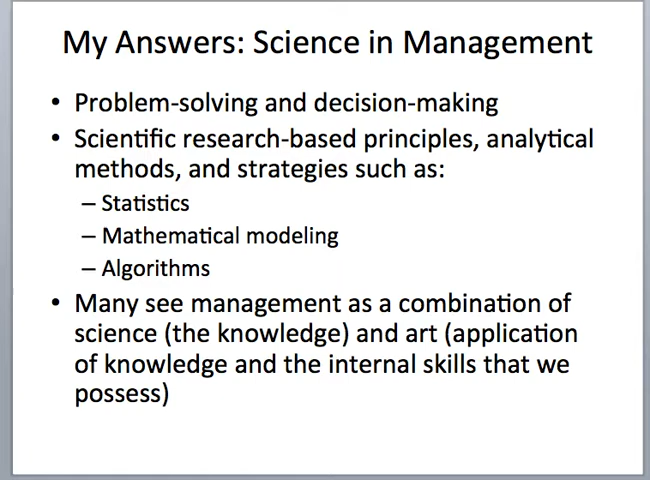 My Answers: Science in Management
• Problem-solving and decision-making
• Scientific research-based principles, analytical
methods, and strategies such as:
– Statistics
– Mathematical modeling
– Algorithms
• Many see management as a combination of
science (the knowledge) and art (application
of knowledge and the internal skills that we
possess)